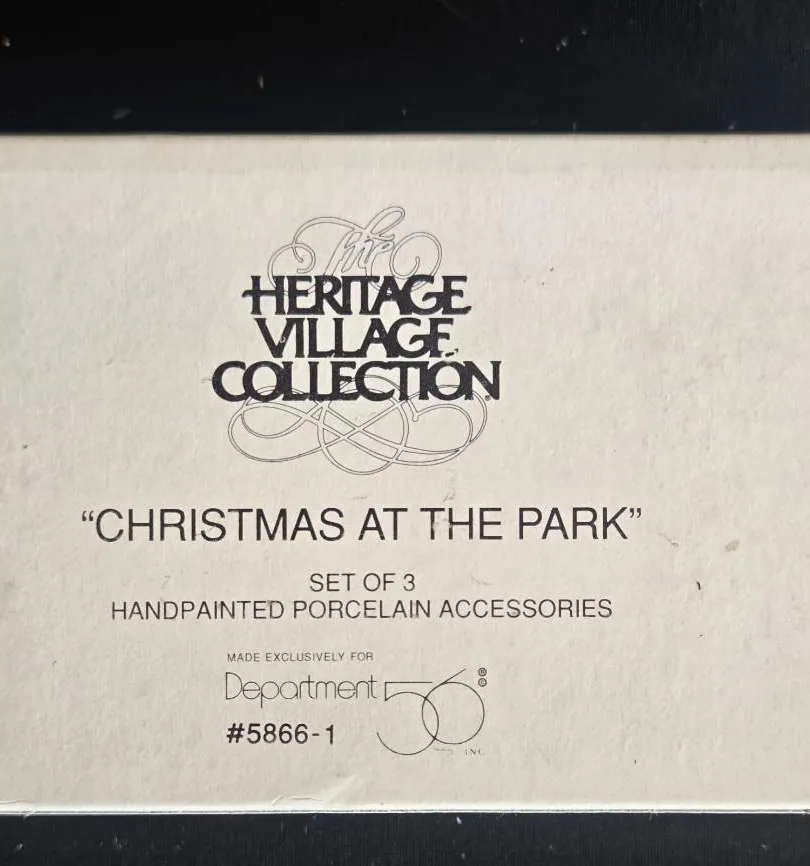 The
HERITAGE
VILLAGE
COLLECTION®
“CHRISTMAS AT THE PARK”
SET OF 3
HANDPAINTED PORCELAIN ACCESSORIES
MADE EXCLUSIVELY FOR
Department 56 ® ©
#5866-1
INC.